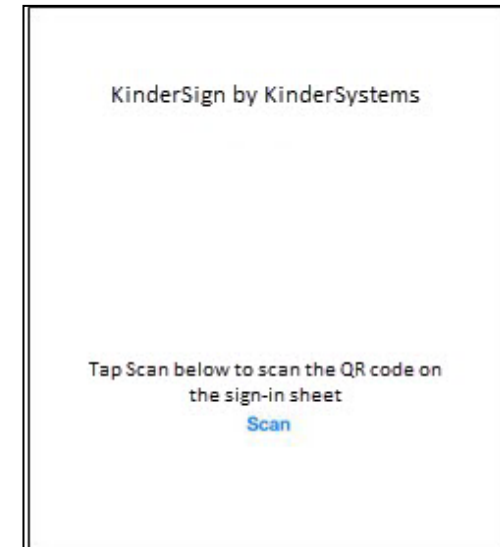 KinderSign by KinderSystems
Tap Scan below to scan the QR code on
the sign-in sheet
Scan